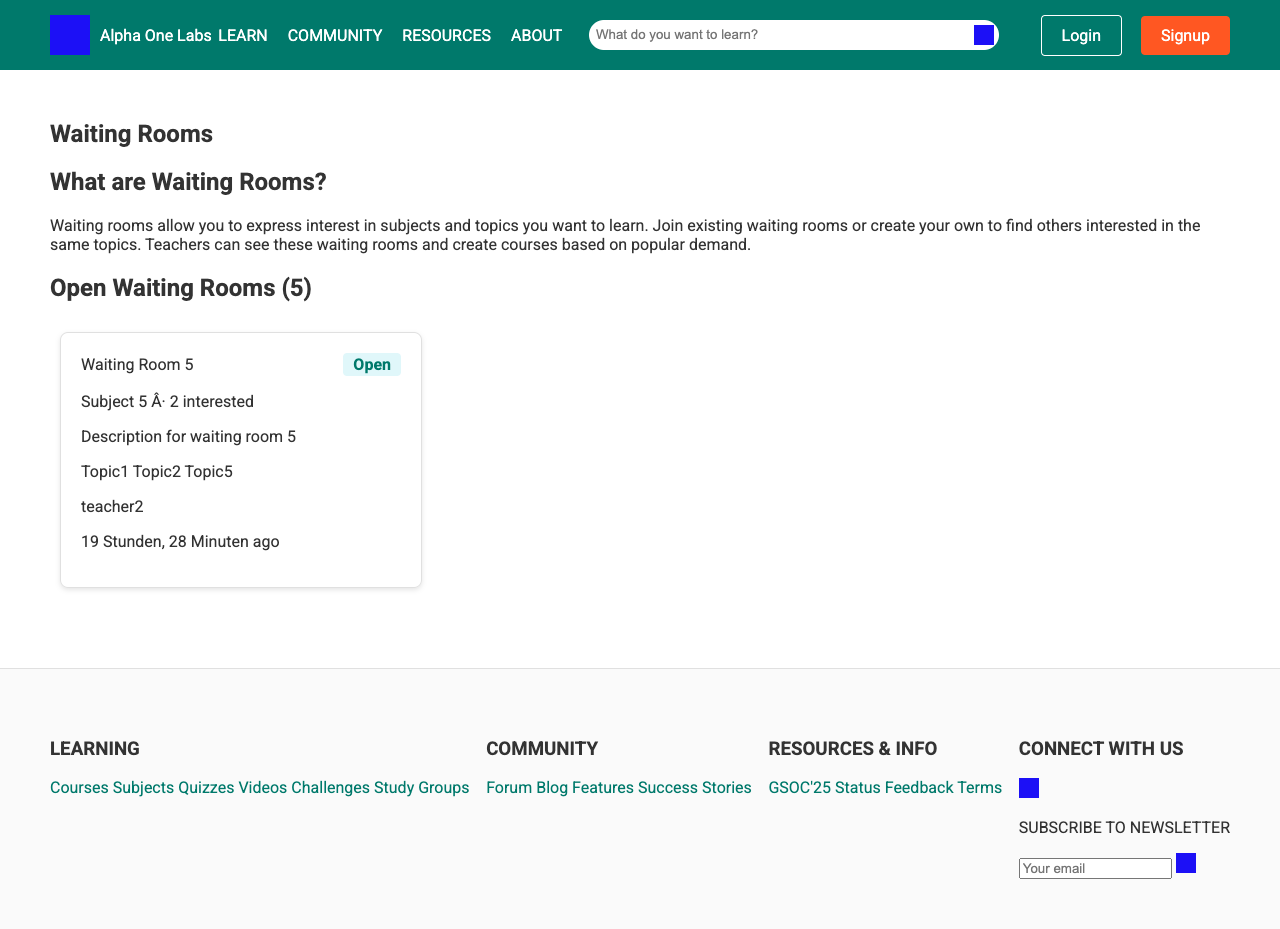 Alpha One Labs LEARN COMMUNITY RESOURCES ABOUT What do you want to learn? Login Signup
Waiting Rooms
What are Waiting Rooms?
Waiting rooms allow you to express interest in subjects and topics you want to learn. Join existing waiting rooms or create your own to find others interested in the
same topics. Teachers can see these waiting rooms and create courses based on popular demand.
Open Waiting Rooms (5)
Waiting Room 5 Open
Subject 5 Â· 2 interested
Description for waiting room 5
Topic1 Topic2 Topic5
teacher2
19 Stunden, 28 Minuten ago
LEARNING
Courses Subjects Quizzes Videos Challenges Study Groups
COMMUNITY
Forum Blog Features Success Stories
RESOURCES & INFO
GSOC'25 Status Feedback Terms
CONNECT WITH US
SUBSCRIBE TO NEWSLETTER
Your email